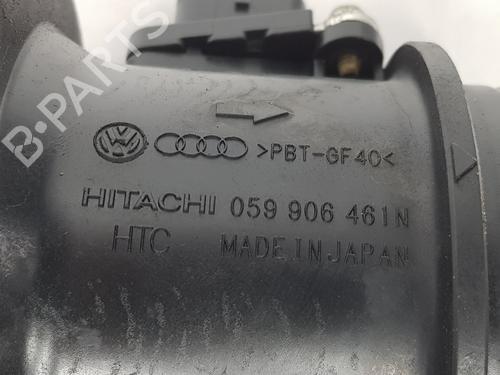 B-PARTS
>PBT-GF40<
HITACHI 059 906 461N
HTC MADE IN JAPAN